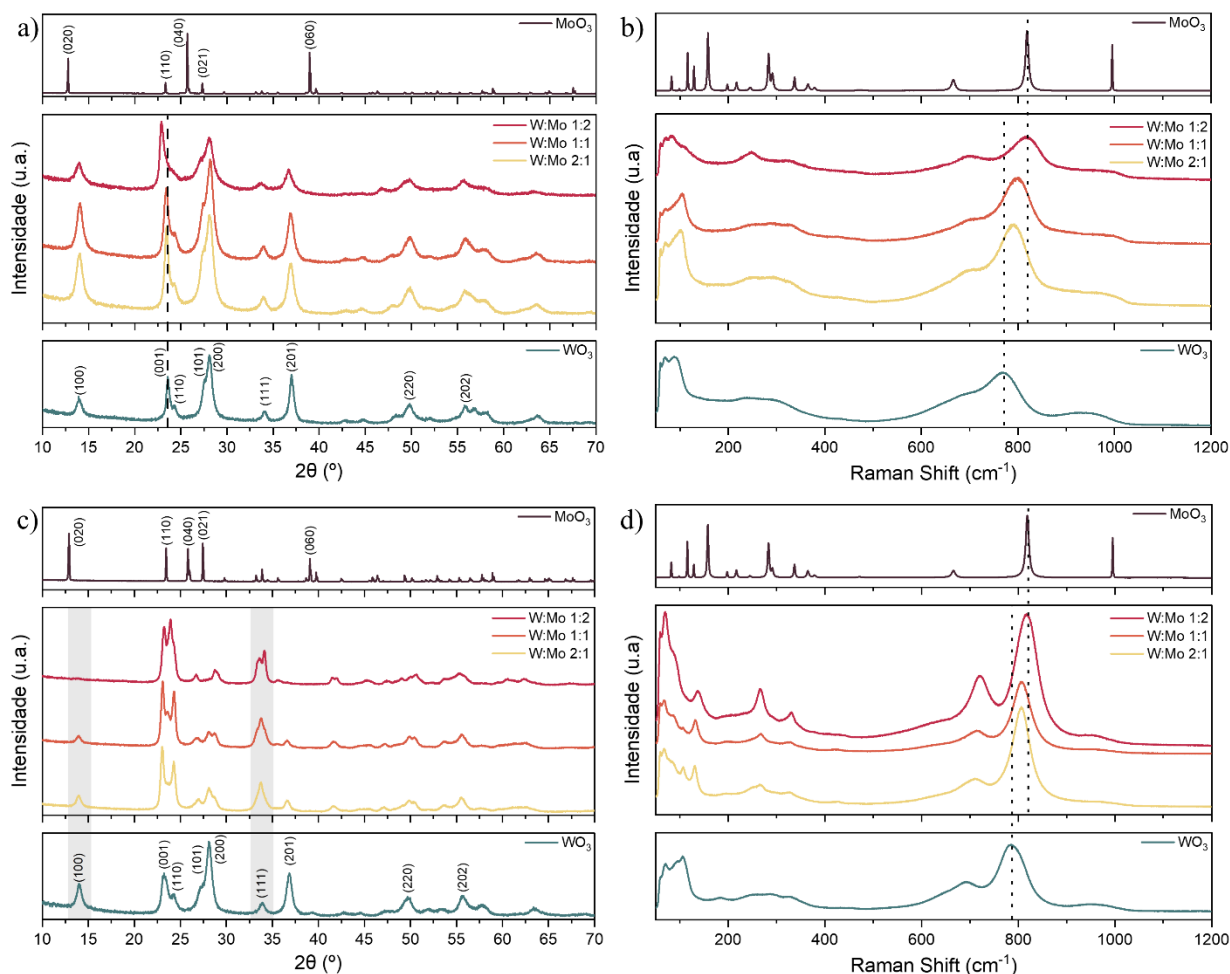 a)
MoO₃
(020)
(110)
(040)
(021)
(060)
W:Mo 1:2
W:Mo 1:1
W:Mo 2:1
Intensidade (u.a.)
WO₃
(100)
(001)
(110)
(101)
(200)
(111)
(201)
(220)
(202)
10 15 20 25 30 35 40 45 50 55 60 65 70
2θ (º)
b)
MoO₃
W:Mo 1:2
W:Mo 1:1
W:Mo 2:1
Intensidade (u.a)
WO₃
200 400 600 800 1000 1200
Raman Shift (cm⁻¹)
c)
MoO₃
(020)
(110)
(040)
(021)
(060)
W:Mo 1:2
W:Mo 1:1
W:Mo 2:1
Intensidade (u.a.)
WO₃
(100)
(001)
(110)
(101)
(200)
(111)
(201)
(220)
(202)
10 15 20 25 30 35 40 45 50 55 60 65 70
2θ (º)
d)
MoO₃
W:Mo 1:2
W:Mo 1:1
W:Mo 2:1
Intensidade (u.a)
WO₃
200 400 600 800 1000 1200
Raman Shift (cm⁻¹)